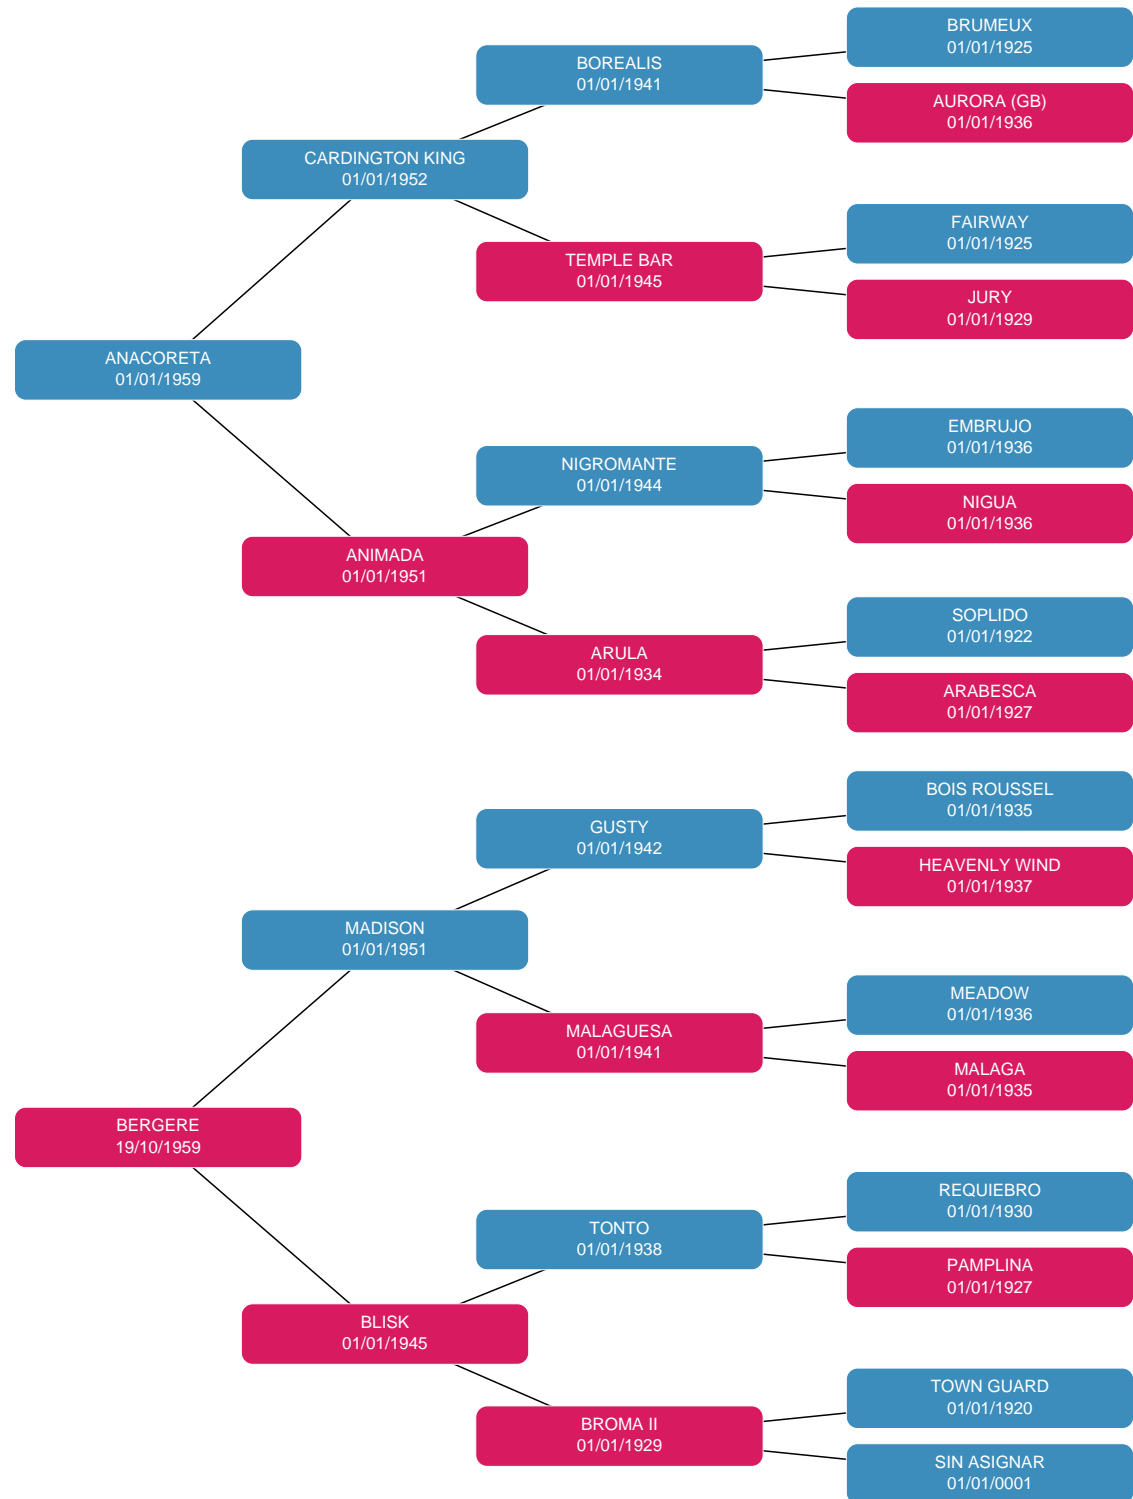 BRUMEUX
01/01/1925
BOREALIS
01/01/1941
AURORA (GB)
01/01/1936
CARDINGTON KING
01/01/1952
FAIRWAY
01/01/1925
TEMPLE BAR
01/01/1945
JURY
01/01/1929
ANACORETA
01/01/1959
EMBRUJO
01/01/1936
NIGROMANTE
01/01/1944
NIGUA
01/01/1936
ANIMADA
01/01/1951
SOPLIDO
01/01/1922
ARULA
01/01/1934
ARABESCA
01/01/1927
BOIS ROUSSEL
01/01/1935
GUSTY
01/01/1942
HEAVENLY WIND
01/01/1937
MADISON
01/01/1951
MEADOW
01/01/1936
MALAGUESA
01/01/1941
MALAGA
01/01/1935
BERGERE
19/10/1959
REQUIEBRO
01/01/1930
TONTO
01/01/1938
PAMPLINA
01/01/1927
BLISK
01/01/1945
TOWN GUARD
01/01/1920
BROMA II
01/01/1929
SIN ASIGNAR
01/01/0001